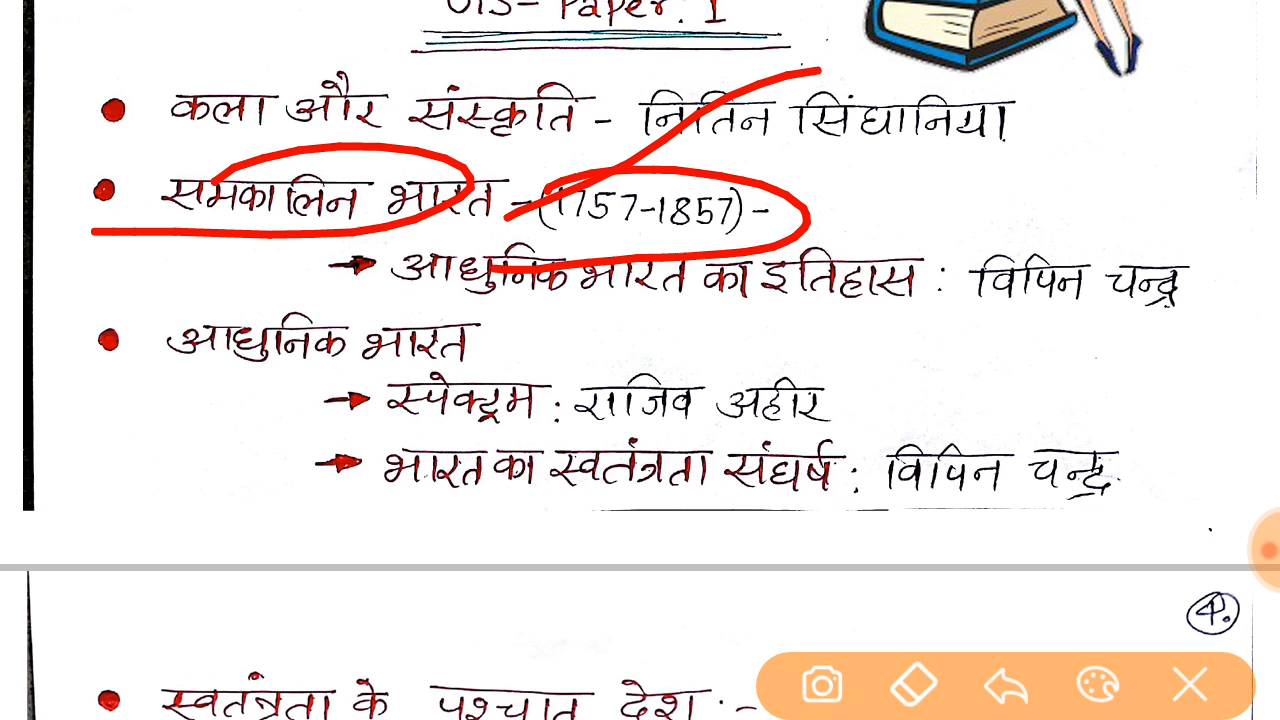 GS- Paper. 1
• कला और संस्कृति - नितिन सिंघानिया
• समकालिन भारत - (1757-1857) -
→ आधुनिक भारत का इतिहास : विपिन चन्द्र
• आधुनिक भारत
→ स्पेक्ट्रम : राजिव अहीर
→ भारत का स्वतंत्रता संघर्ष : विपिन चन्द्र
4.
• स्वतंत्रता के पश्चात देश :-